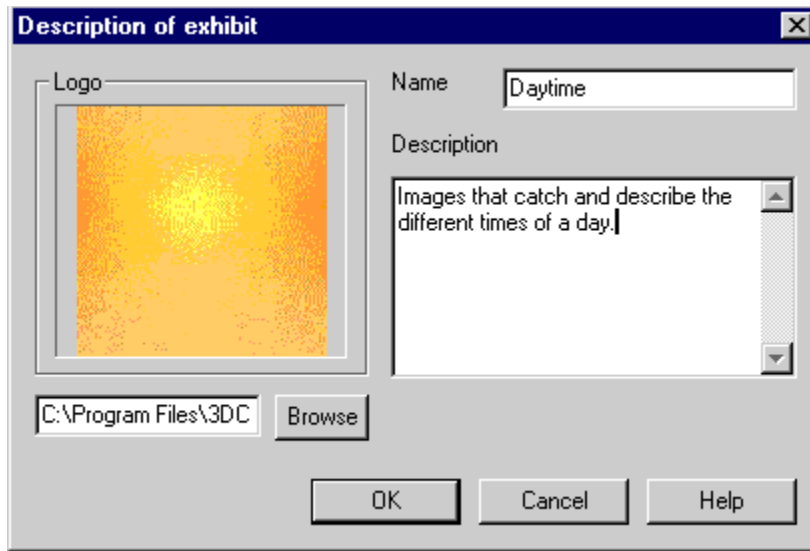 Description of exhibit
Logo
Name
Daytime
Description
Images that catch and describe the
different times of a day.
C:\Program Files\3DC
Browse
OK
Cancel
Help